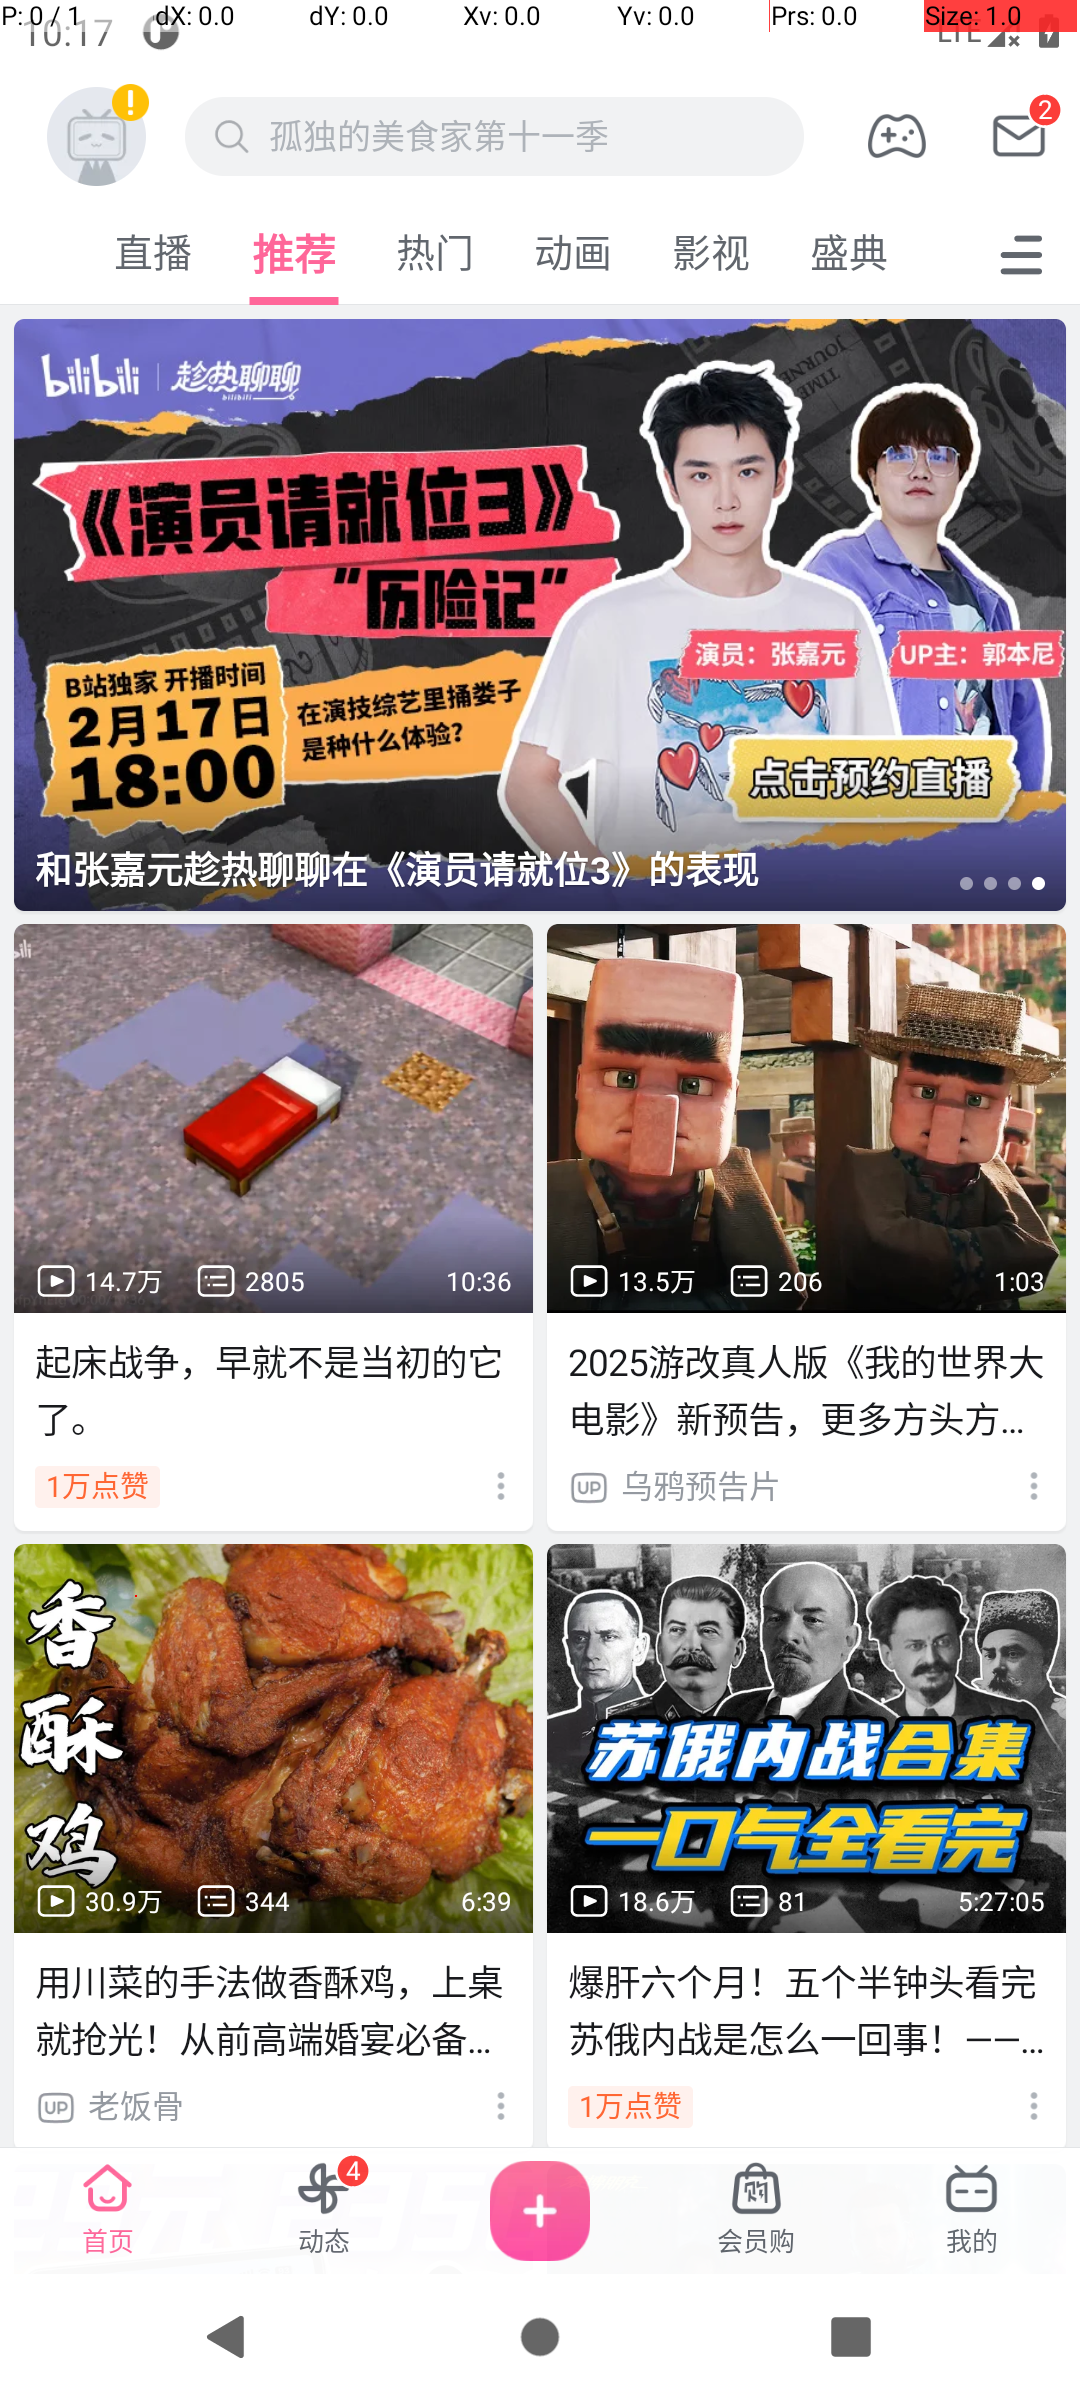 P: 0 / 1 dX: 0.0 dY: 0.0 Xv: 0.0 Yv: 0.0 Prs: 0.0 Size: 1.0
10:17 LTE
孤独的美食家第十一季 2
直播 推荐 热门 动画 影视 盛典
bilibili 趁热聊聊
bilibili
《演员请就位3》
“历险记”
演员：张嘉元 UP主：郭本尼
B站独家 开播时间
2月17日
18:00
在演技综艺里捅娄子
是种什么体验？
点击预约直播
和张嘉元趁热聊聊在《演员请就位3》的表现
14.7万 2805 10:36
起床战争，早就不是当初的它
了。
1万点赞
13.5万 206 1:03
2025游改真人版《我的世界大
电影》新预告，更多方头方...
UP 乌鸦预告片
香
酥
鸡
30.9万 344 6:39
用川菜的手法做香酥鸡，上桌
就抢光！从前高端婚宴必备...
UP 老饭骨
苏俄内战合集
一口气全看完
18.6万 81 5:27:05
爆肝六个月！五个半钟头看完
苏俄内战是怎么一回事！——...
1万点赞
首页 动态 4 会员购 我的